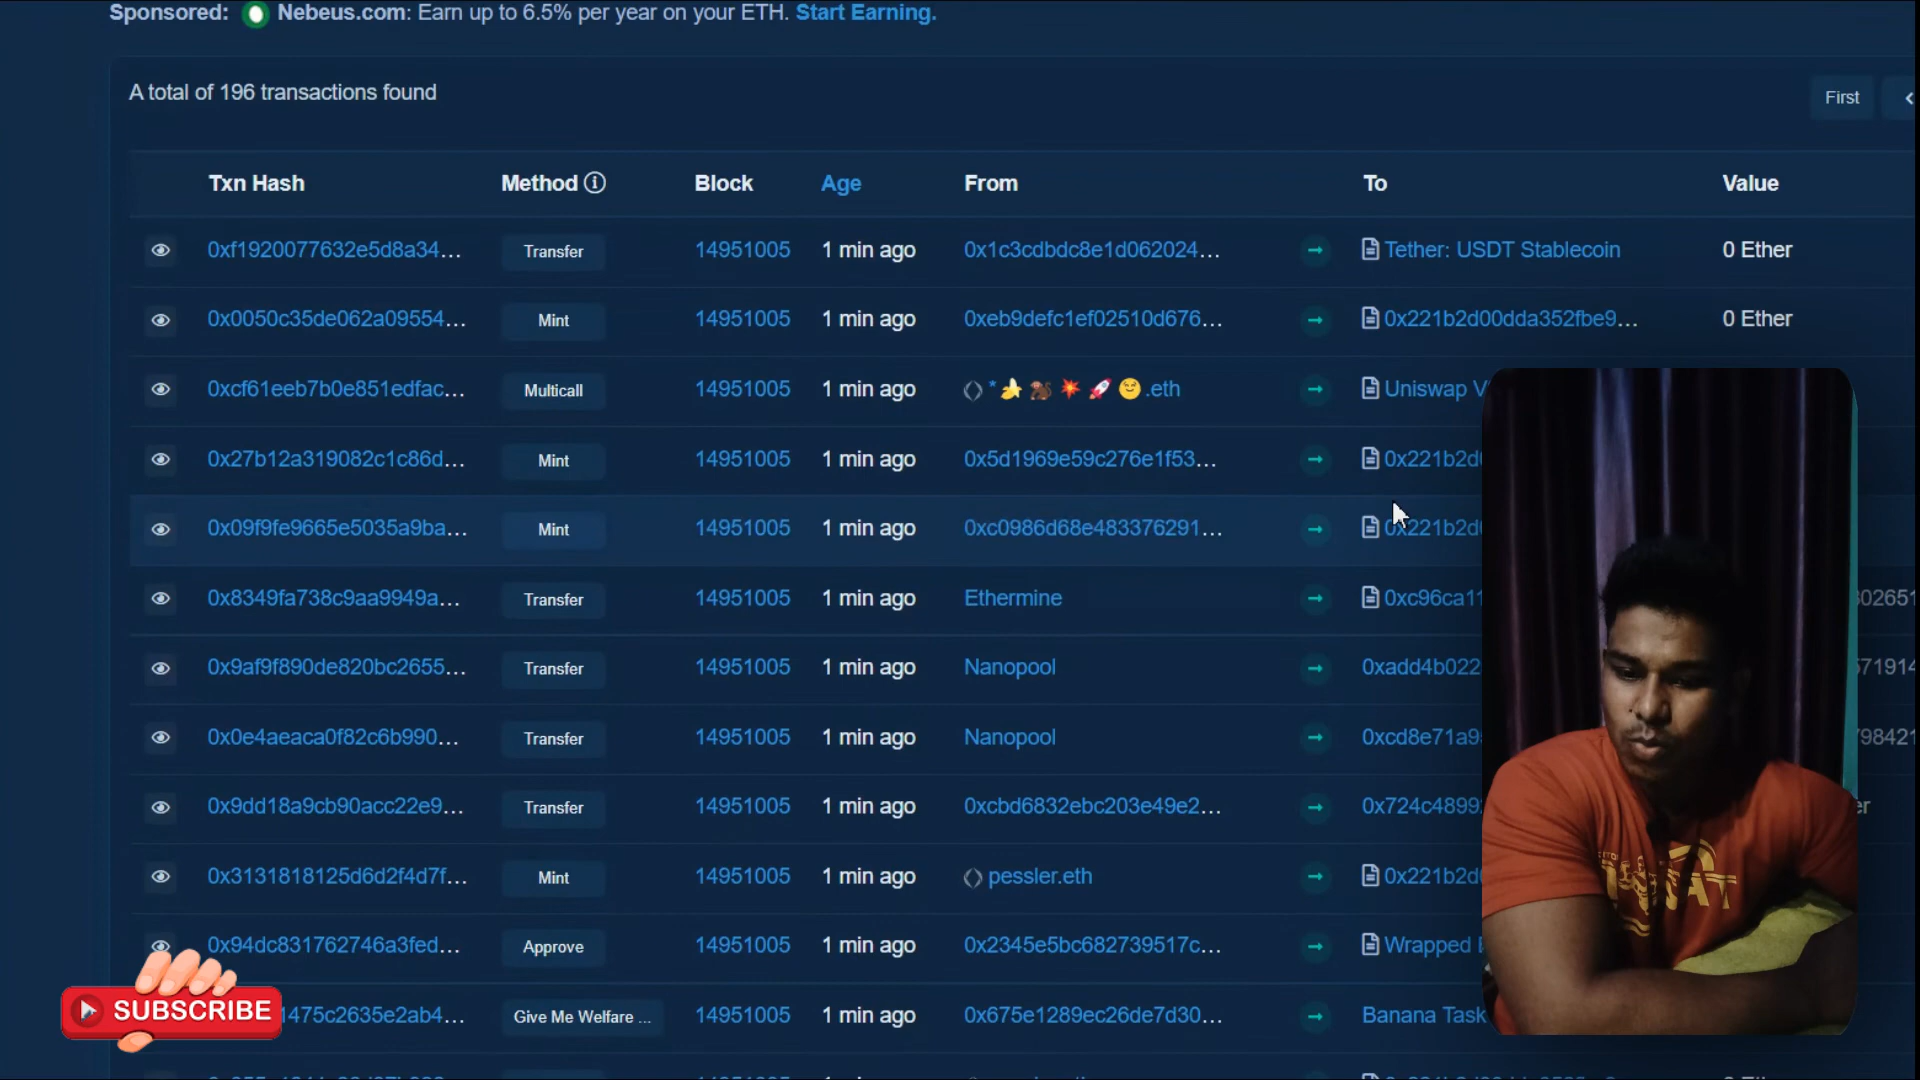 Sponsored: Nebeus.com: Earn up to 6.5% per year on your ETH. Start Earning.
A total of 196 transactions found
First
Txn Hash Method Block Age From To Value
0xf1920077632e5d8a34... Transfer 14951005 1 min ago 0x1c3cdbdc8e1d062024... Tether: USDT Stablecoin 0 Ether
0x0050c35de062a09554... Mint 14951005 1 min ago 0xeb9defc1ef02510d676... 0x221b2d00dda352fbe9... 0 Ether
0xcf61eeb7b0e851edfac... Multicall 14951005 1 min ago *🍌🦧💥🚀😌.eth Uniswap
0x27b12a319082c1c86d... Mint 14951005 1 min ago 0x5d1969e59c276e1f53... 0x221b2d
0x09f9fe9665e5035a9ba... Mint 14951005 1 min ago 0xc0986d68e483376291... 0x221b2d
0x8349fa738c9aa9949a... Transfer 14951005 1 min ago Ethermine 0xc96ca11 302651
0x9af9f890de820bc2655... Transfer 14951005 1 min ago Nanopool 0xadd4b022 571914
0x0e4aeaca0f82c6b990... Transfer 14951005 1 min ago Nanopool 0xcd8e71a9 798421
0x9dd18a9cb90acc22e9... Transfer 14951005 1 min ago 0xcbd6832ebc203e49e2... 0x724c4899 er
0x3131818125d6d2f4d7f... Mint 14951005 1 min ago pessler.eth 0x221b2d
0x94dc831762746a3fed... Approve 14951005 1 min ago 0x2345e5bc682739517c... Wrapped
1475c2635e2ab4... Give Me Welfare ... 14951005 1 min ago 0x675e1289ec26de7d30... Banana Task
SUBSCRIBE